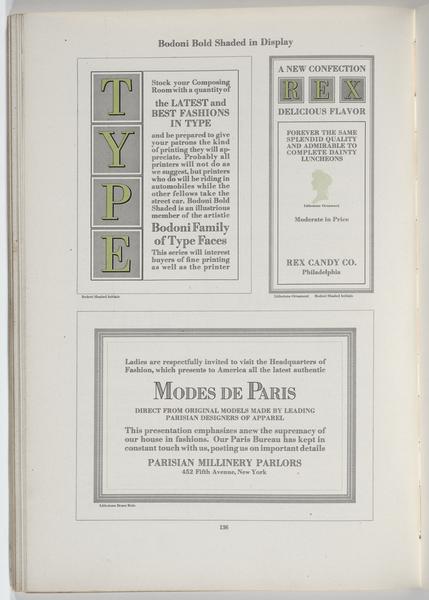 Bodoni Bold Shaded in Display
T
Y
P
E
Stock your Composing
Room with a quantity of
the LATEST and
BEST FASHIONS
IN TYPE
and be prepared to give
your patrons the kind
of printing they will ap-
preciate. Probably all
printers will not do as
we suggest, but printers
who do will be riding in
automobiles while the
other fellows take the
street car. Bodoni Bold
Shaded is an illustrious
member of the artistic
Bodoni Family
of Type Faces
This series will interest
buyers of fine printing
as well as the printer
Bodoni Shaded Initials
A NEW CONFECTION
REX
DELICIOUS FLAVOR
FOREVER THE SAME
SPLENDID QUALITY
AND ADMIRABLE TO
COMPLETE DAINTY
LUNCHEONS
Litholone Ornament
Moderate in Price
REX CANDY CO.
Philadelphia
Ornament Bodoni Shaded Initials
Ladies are respectfully invited to visit the Headquarters of
Fashion, which presents to America all the latest authentic
MODES DE PARIS
DIRECT FROM ORIGINAL MODELS MADE BY LEADING
PARISIAN DESIGNERS OF APPAREL
This presentation emphasizes anew the supremacy of
our house in fashions. Our Paris Bureau has kept in
constant touch with us, posting us on important details
PARISIAN MILLINERY PARLORS
452 Fifth Avenue, New York
Brass Rule
136